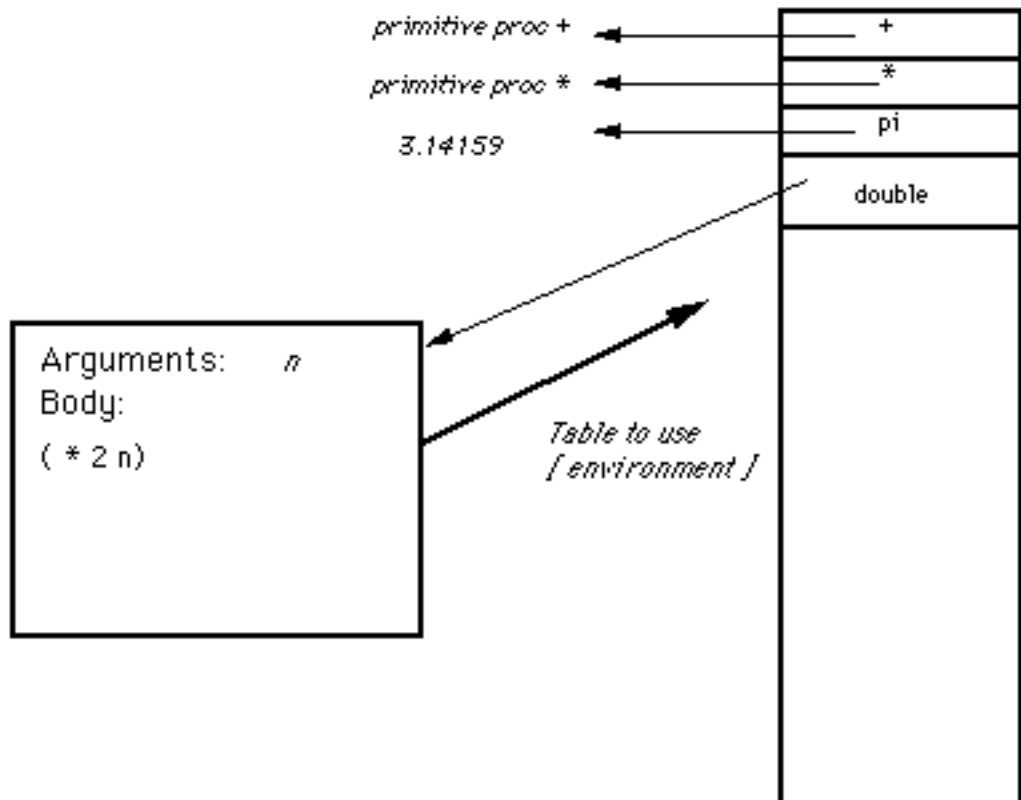 primitive proc +
+
primitive proc *
*
3.14159
pi
double
Arguments: n
Body:
( * 2 n)
Table to use
[ environment ]